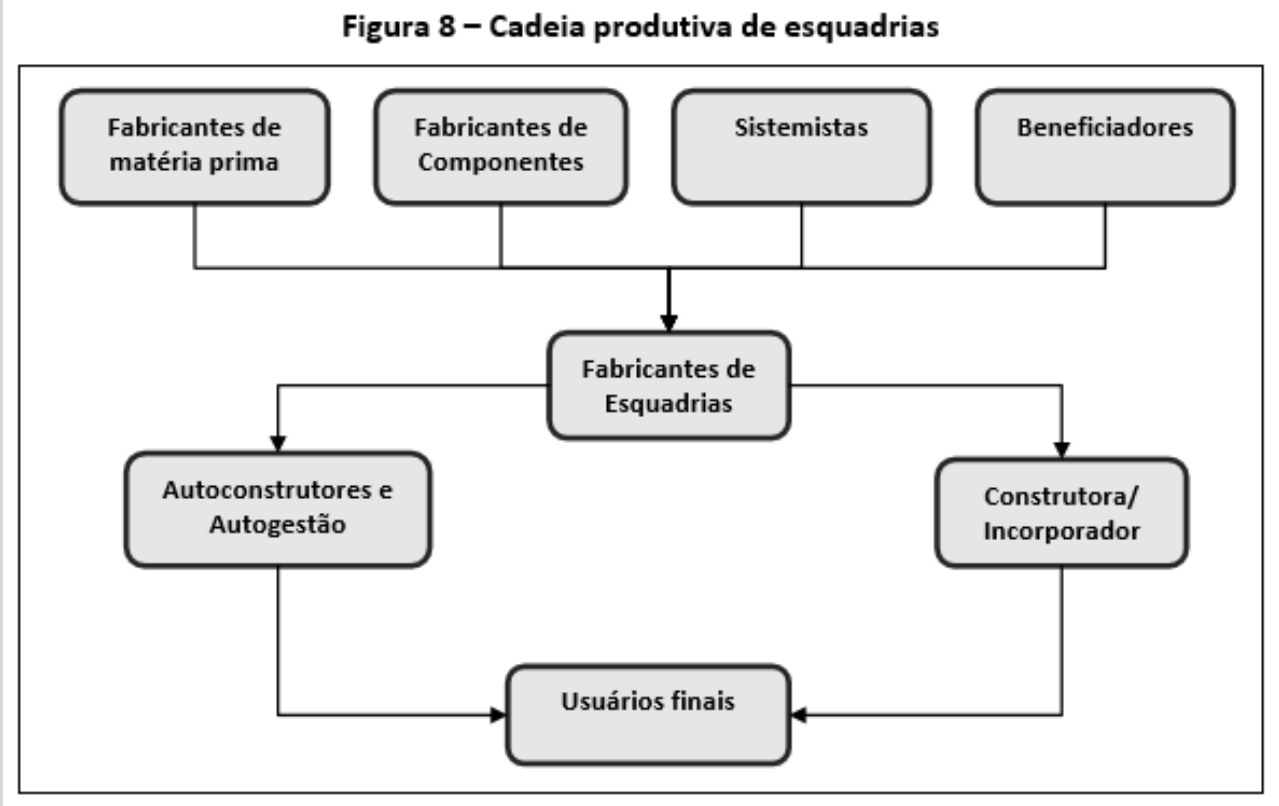 Figura 8 – Cadeia produtiva de esquadrias
Fabricantes de
matéria prima
Fabricantes de
Componentes
Sistemistas
Beneficiadores
Fabricantes de
Esquadrias
Autoconstrutores e
Autogestão
Construtora/
Incorporador
Usuários finais